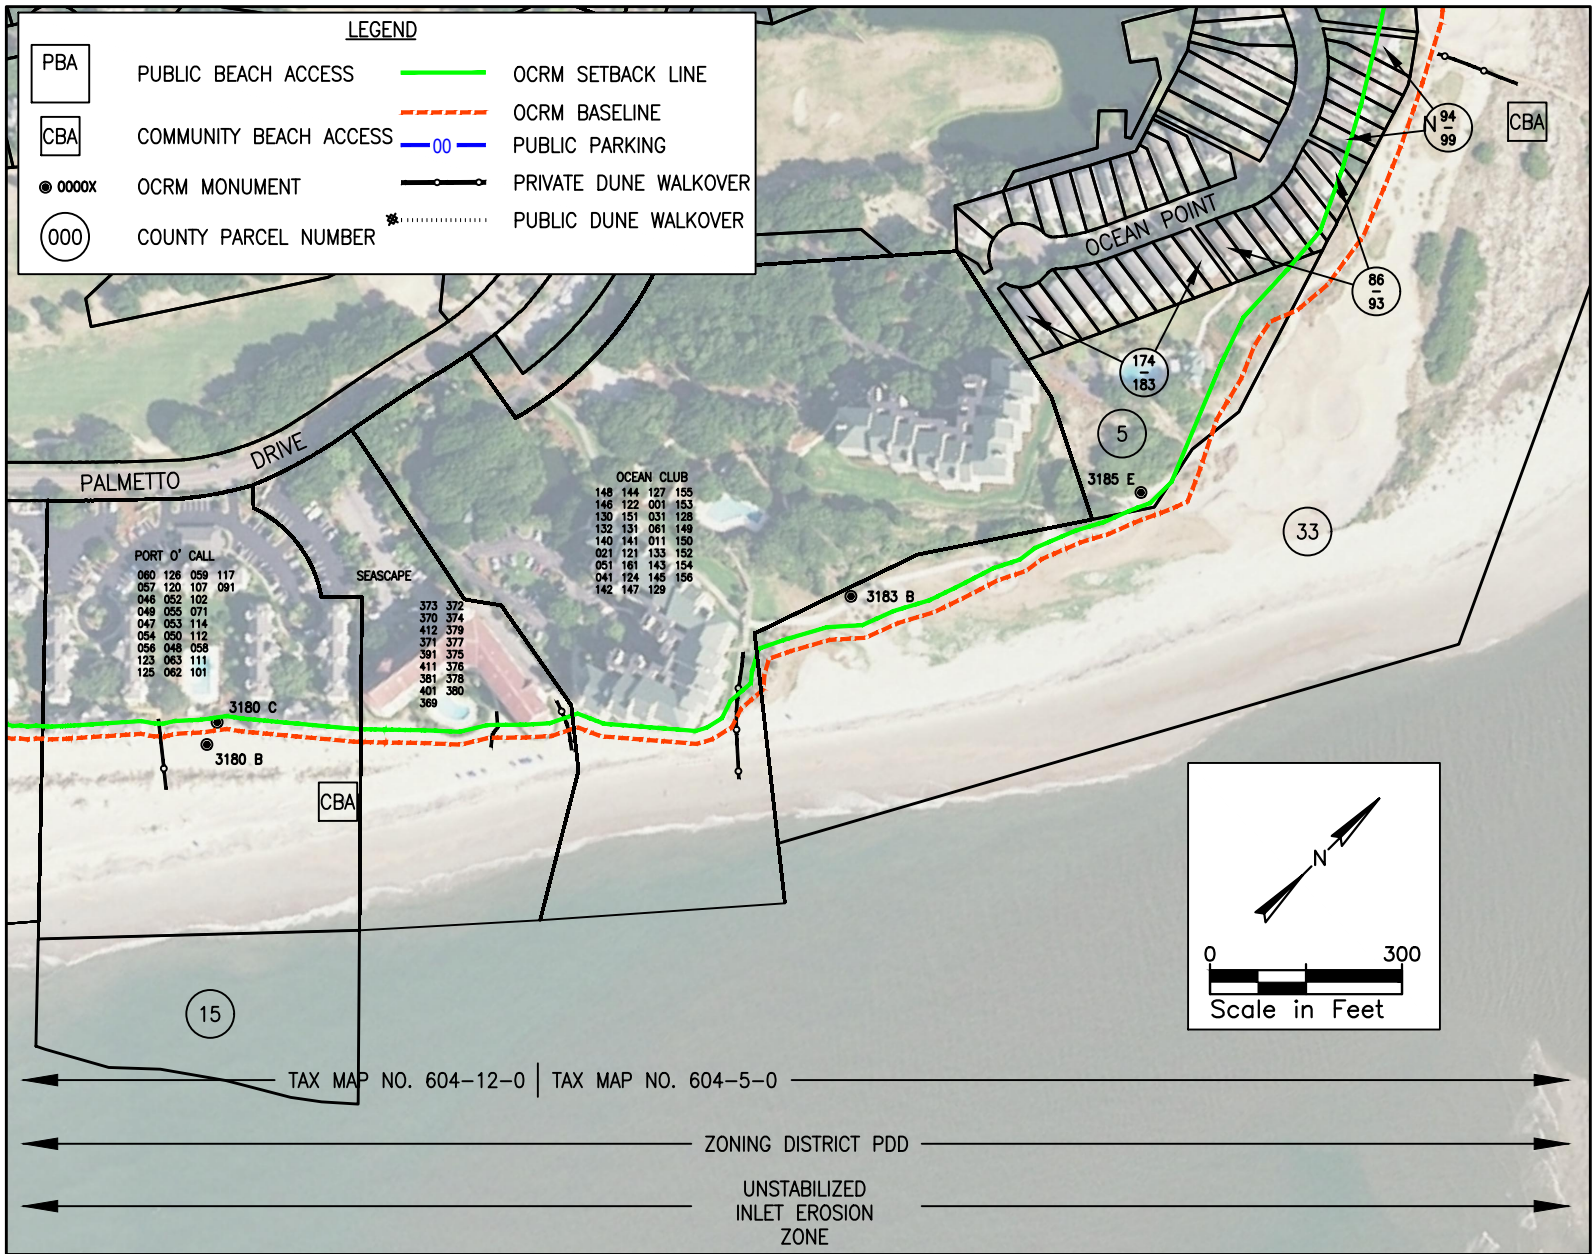 LEGEND
PBA PUBLIC BEACH ACCESS
CBA COMMUNITY BEACH ACCESS
0000X OCRM MONUMENT
000 COUNTY PARCEL NUMBER
OCRM SETBACK LINE
OCRM BASELINE
00 PUBLIC PARKING
PRIVATE DUNE WALKOVER
PUBLIC DUNE WALKOVER
N
94
–
99
CBA
OCEAN POINT
86
–
93
174
–
183
5
3185 E
33
PALMETTO DRIVE
OCEAN CLUB
148 144 127 155
146 122 001 153
130 151 031 128
132 131 061 149
140 141 011 150
021 121 133 152
051 161 143 154
041 124 145 156
142 147 129
PORT O' CALL
060 126 059 117
057 120 107 091
046 052 102
049 055 071
047 053 114
054 050 112
056 048 058
123 063 111
125 062 101
SEASCAPE
373 372
370 374
412 379
371 377
391 375
411 376
381 378
401 380
369
3183 B
3180 C
3180 B
CBA
15
N
0 300
Scale in Feet
TAX MAP NO. 604-12-0 TAX MAP NO. 604-5-0
ZONING DISTRICT PDD
UNSTABILIZED
INLET EROSION
ZONE